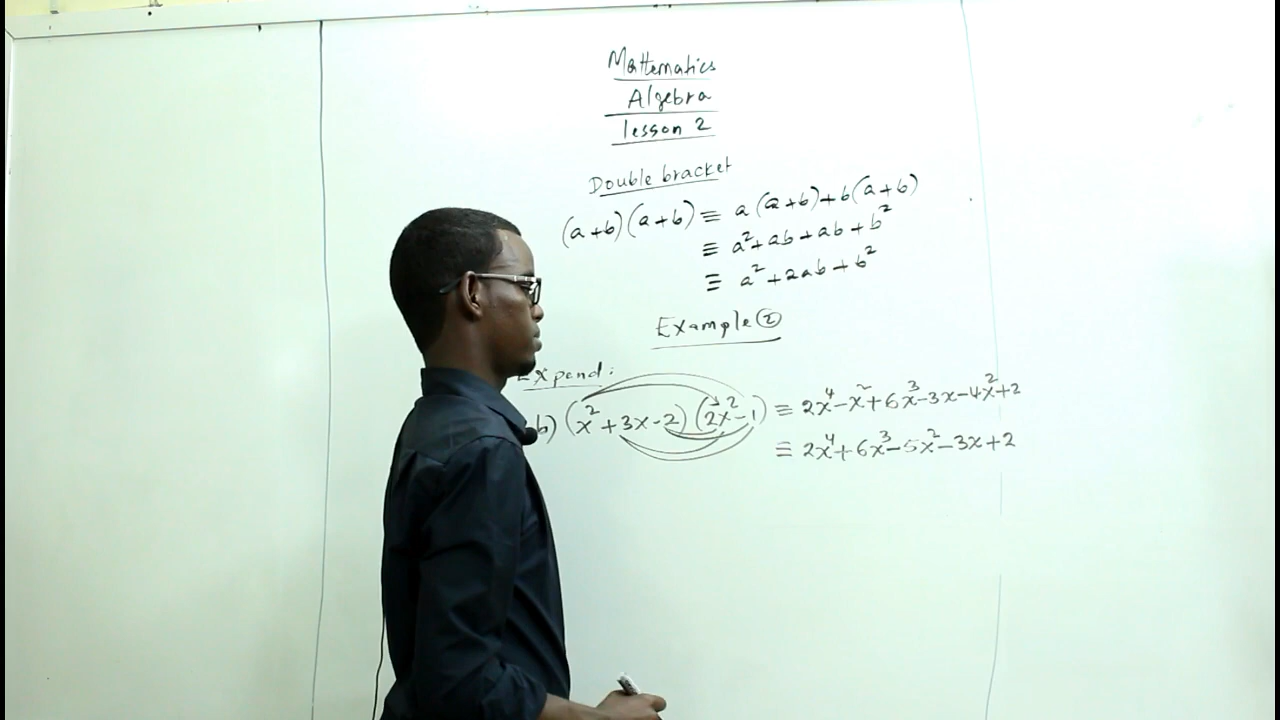 Mathematics
Algebra
lesson 2
Double bracket
(a+b)(a+b) ≡ a(a+b)+b(a+b)
≡ a²+ab+ab+b²
≡ a²+2ab+b²
Example ②
Expand:
b) (x²+3x-2)(2x²-1) ≡ 2x⁴-x²+6x³-3x-4x²+2
≡ 2x⁴+6x³-5x²-3x+2